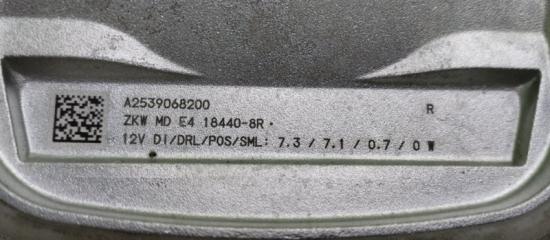 A2539068200 R
ZKW MD E4 18440-8R ·
12V DI/DRL/POS/SML: 7.3 / 7.1 / 0.7 / 0 W